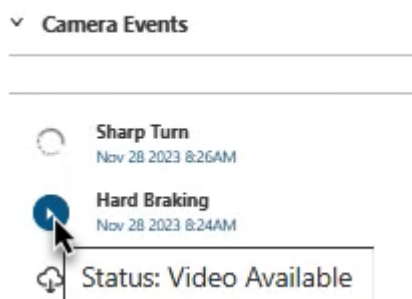 Camera Events
Sharp Turn
Nov 28 2023 8:26AM
Hard Braking
Nov 28 2023 8:24AM
Status: Video Available